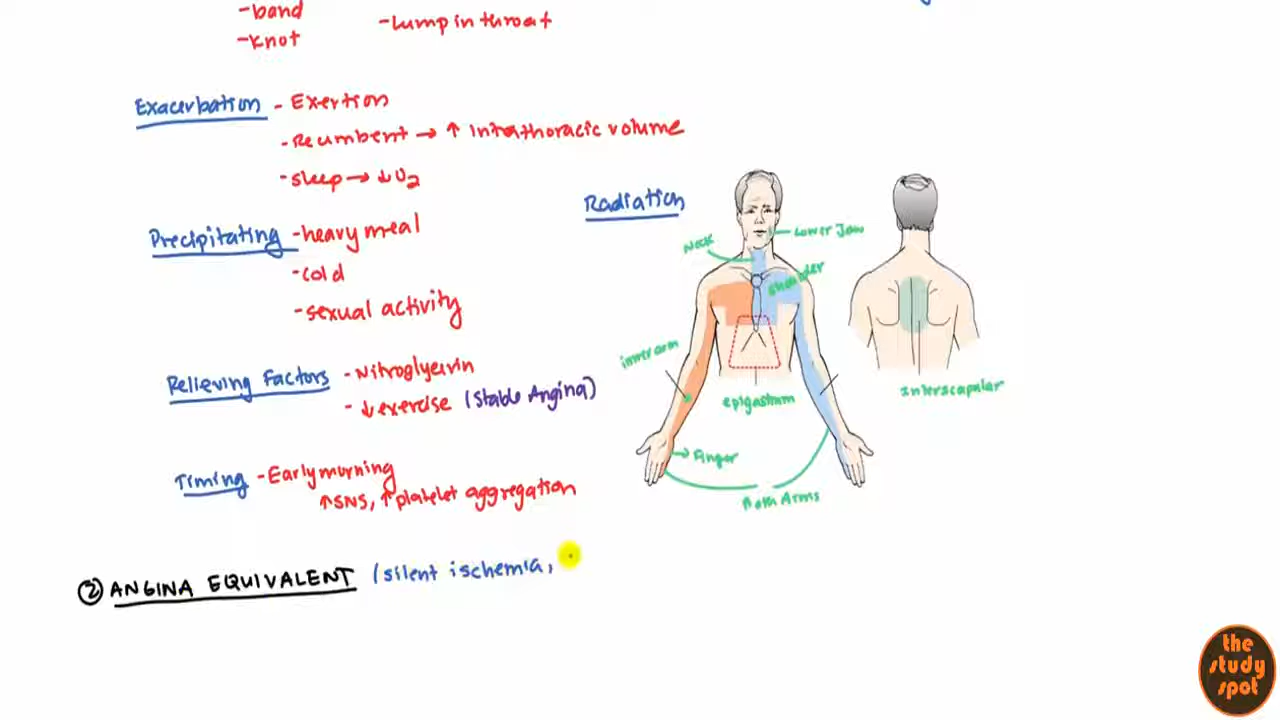 -band
-Lump in throat
-Knot
Exacerbation - Exertion
-Recumbent → ↑ Intrathoracic volume
-sleep → ↓O2
Precipitating -heavy meal
-cold
-sexual activity
Relieving Factors -Nitroglycerin
-↓exercise (Stable Angina)
Timing -Early morning
↑SNS, ↑platelet aggregation
Radiation
Neck
Lower Jaw
shoulder
inner arm
epigastrum
Interscapular
Finger
Both Arms
② ANGINA EQUIVALENT (silent ischemia,
the
study
spot